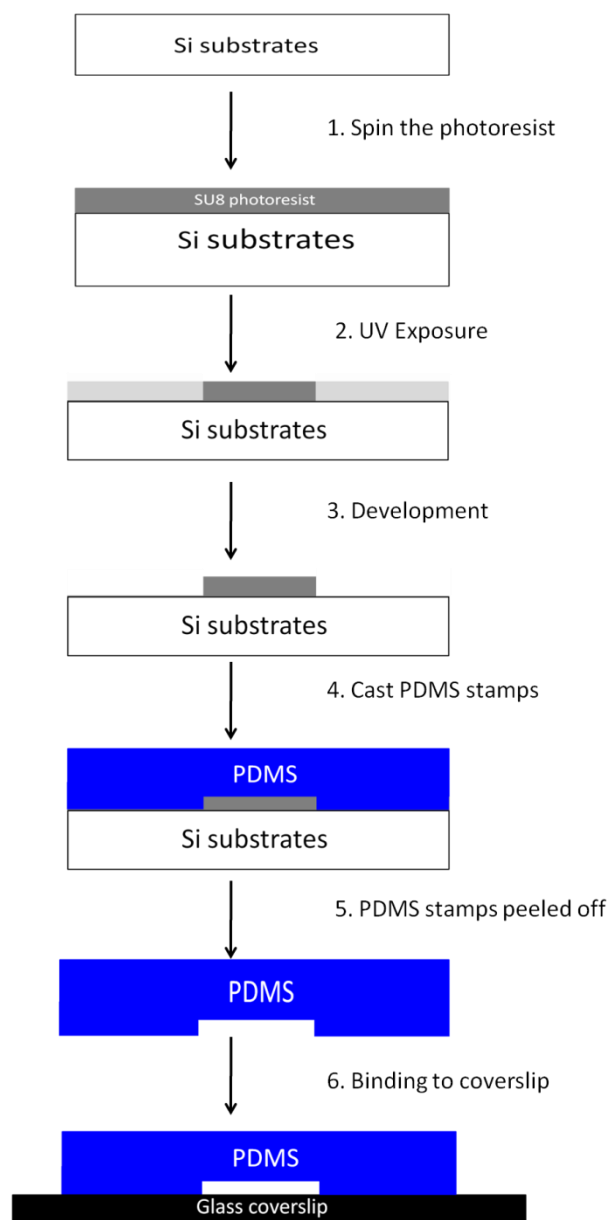 Si substrates
1. Spin the photoresist
SU8 photoresist
Si substrates
2. UV Exposure
Si substrates
3. Development
Si substrates
4. Cast PDMS stamps
PDMS
Si substrates
5. PDMS stamps peeled off
PDMS
6. Binding to coverslip
PDMS
Glass coverslip